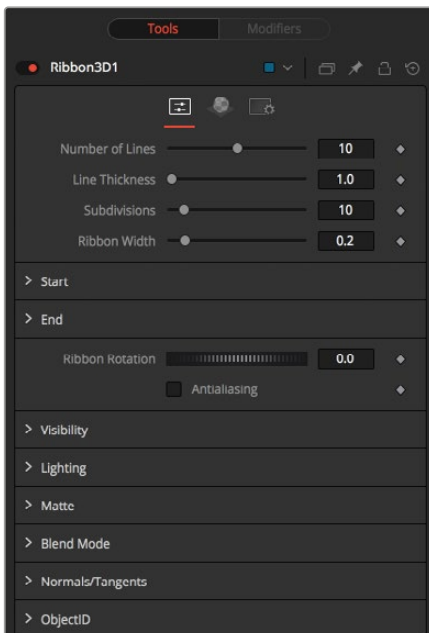 Tools Modifiers
Ribbon3D1
Number of Lines 10
Line Thickness 1.0
Subdivisions 10
Ribbon Width 0.2
> Start
> End
Ribbon Rotation 0.0
Antialiasing
> Visibility
> Lighting
> Matte
> Blend Mode
> Normals/Tangents
> ObjectID